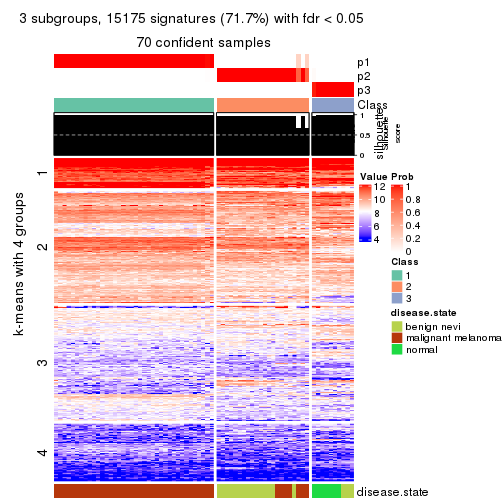 3 subgroups, 15175 signatures (71.7%) with fdr < 0.05
70 confident samples
p1
p2
p3
Class
silhouette
1
0.5
0
Silhouette
score
k-means with 4 groups
1
2
3
4
Value
12
10
8
6
4
Prob
1
0.8
0.6
0.4
0.2
0
Class
1
2
3
disease.state
benign nevi
malignant melanoma
normal
disease.state